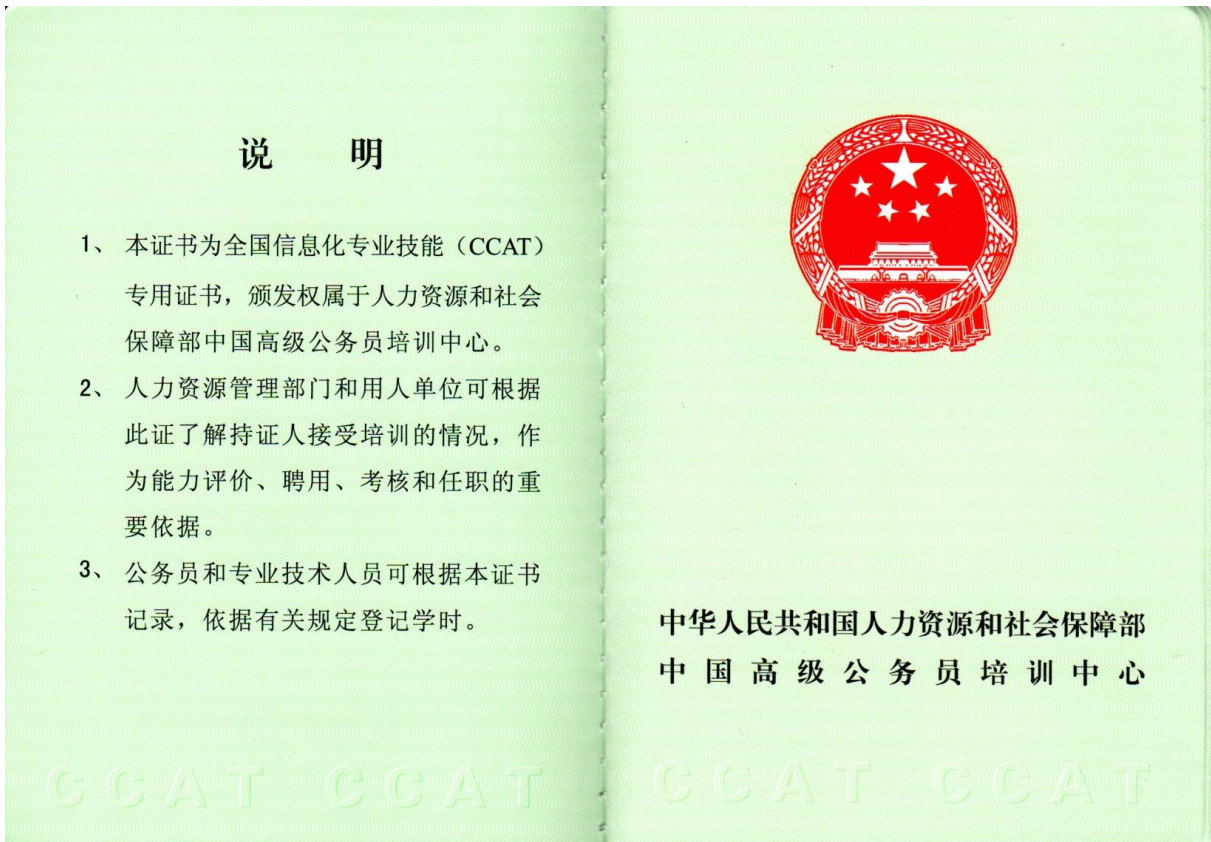 说 明
1、本证书为全国信息化专业技能（CCAT）
专用证书，颁发权属于人力资源和社会
保障部中国高级公务员培训中心。
2、人力资源管理部门和用人单位可根据
此证了解持证人接受培训的情况，作
为能力评价、聘用、考核和任职的重
要依据。
3、公务员和专业技术人员可根据本证书
记录，依据有关规定登记学时。
CCAT CCAT
中华人民共和国人力资源和社会保障部
中国高级公务员培训中心
CCAT CCAT